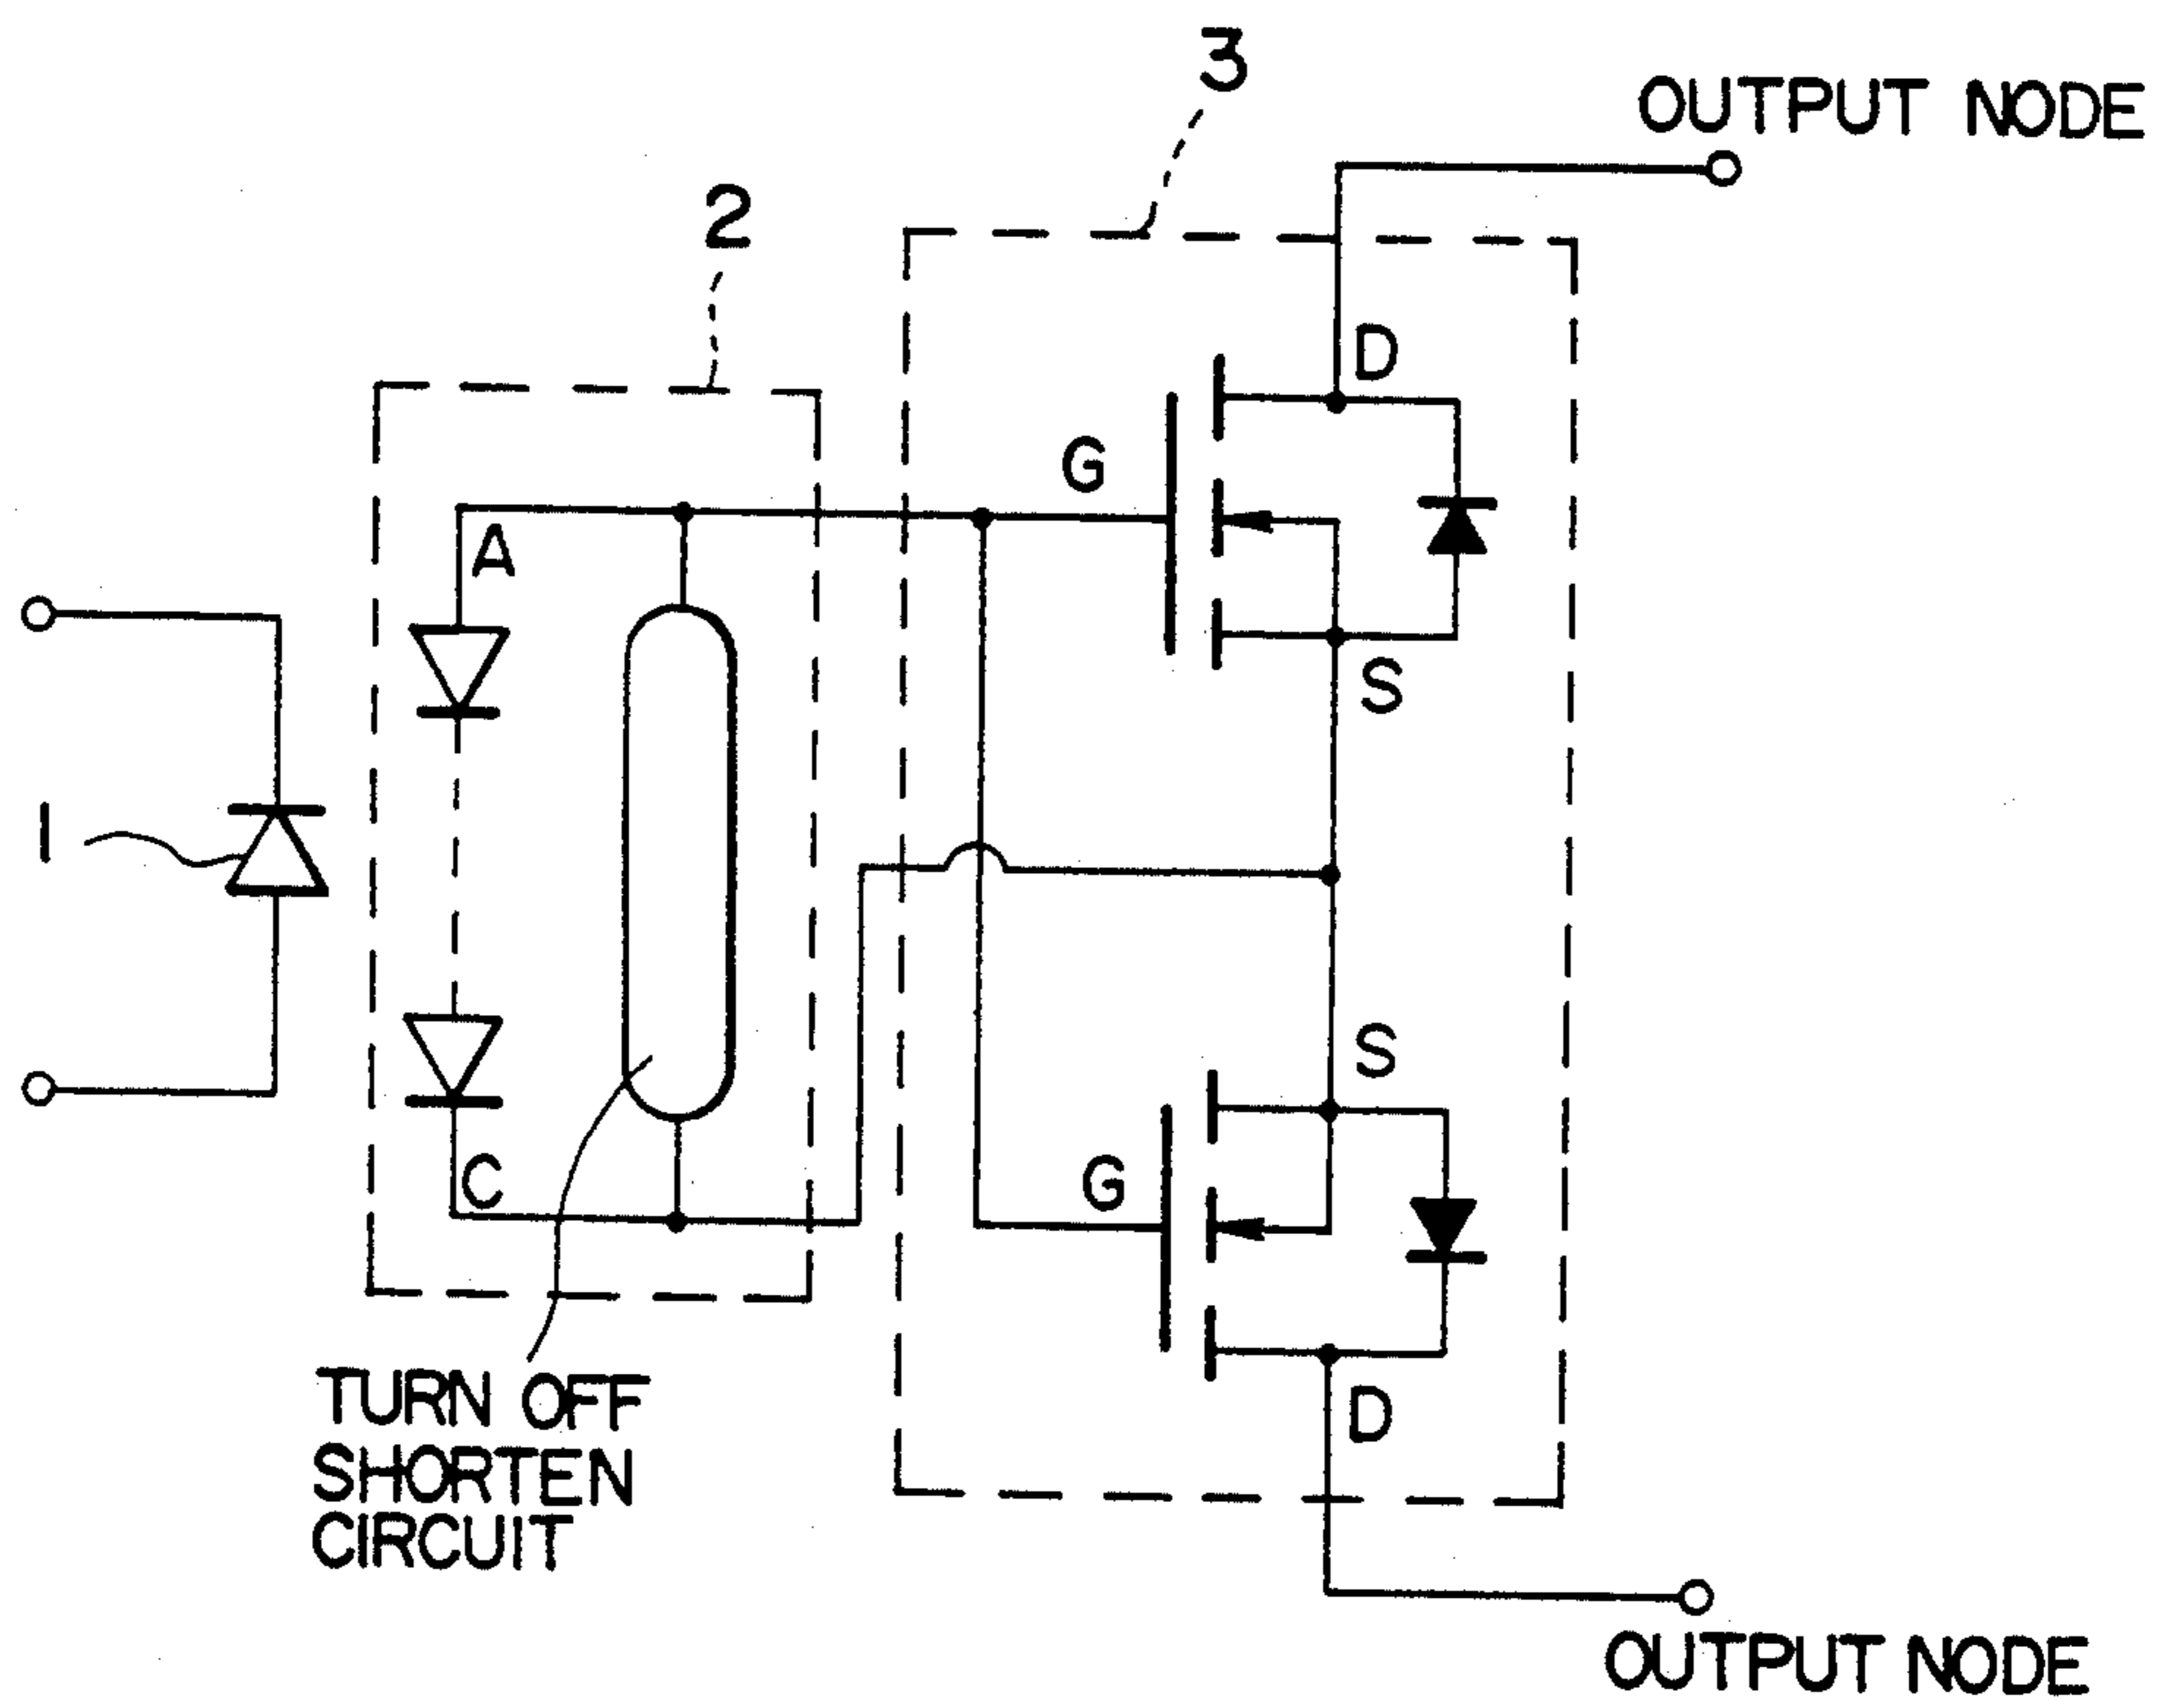 3
OUTPUT NODE
2
D
G
A
S
1
S
C
G
D
TURN OFF
SHORTEN
CIRCUIT
OUTPUT NODE